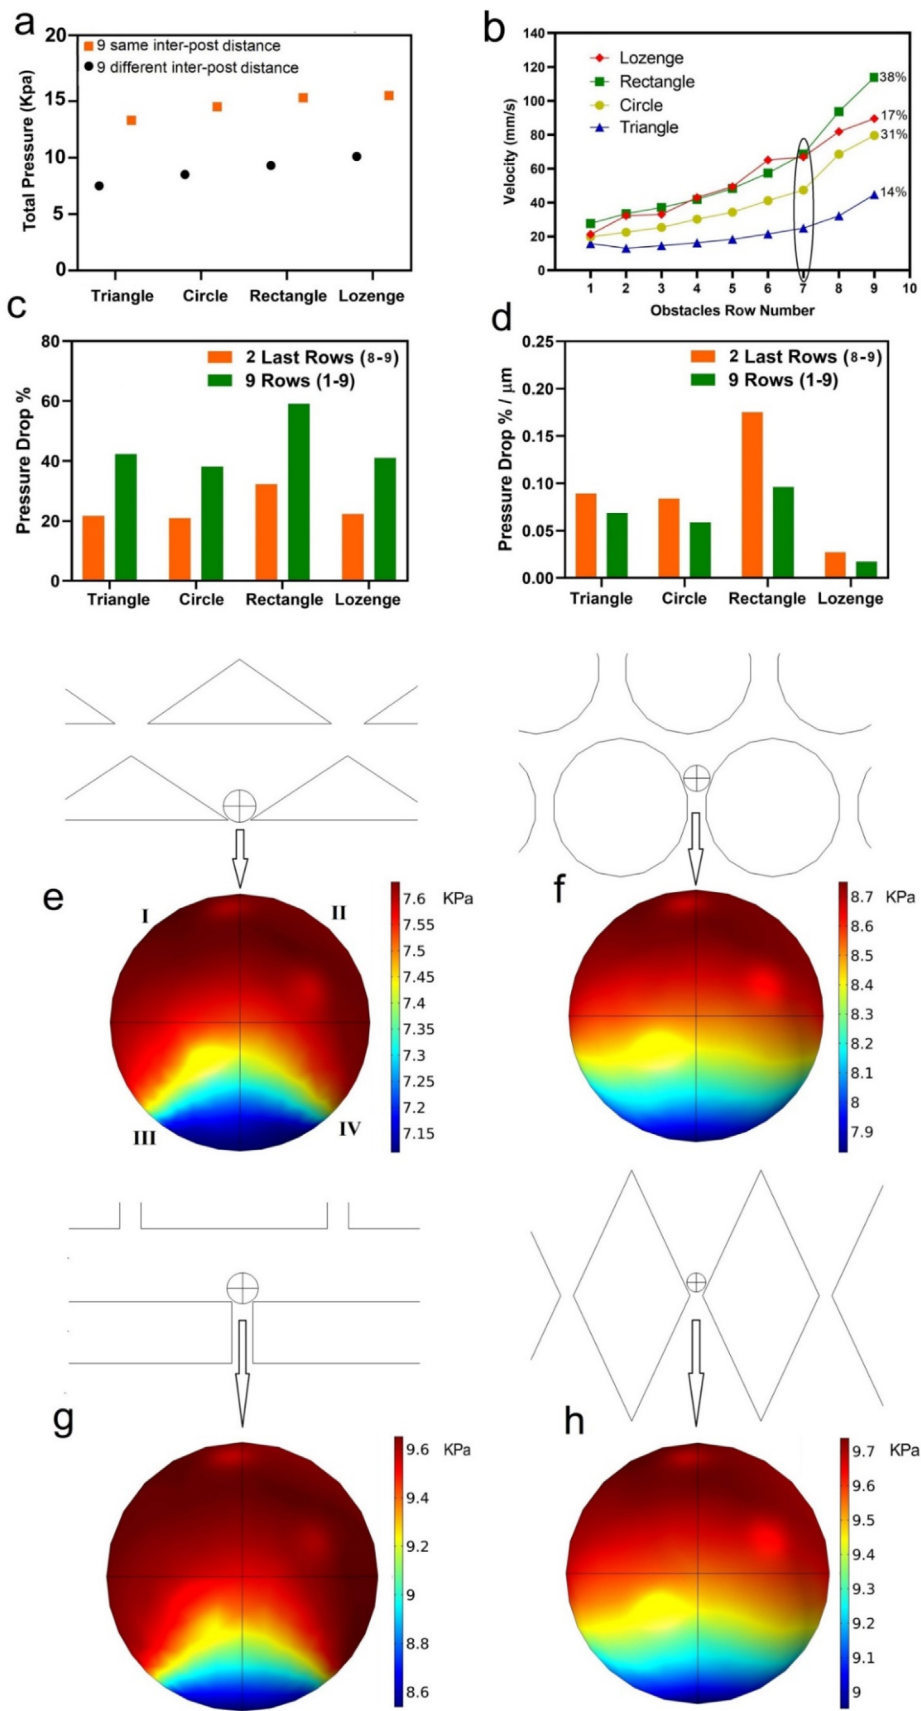 a
20
15
10
5
0
Total Pressure (Kpa)
9 same inter-post distance
9 different inter-post distance
Triangle Circle Rectangle Lozenge
b
140
120
100
80
60
40
20
0
Velocity (mm/s)
Lozenge
Rectangle
Circle
Triangle
38%
17%
31%
14%
1 2 3 4 5 6 7 8 9 10
Obstacles Row Number
c
80
60
40
20
0
Pressure Drop %
2 Last Rows (8-9)
9 Rows (1-9)
Triangle Circle Rectangle Lozenge
d
0.25
0.20
0.15
0.10
0.05
0.00
Pressure Drop % / μm
2 Last Rows (8-9)
9 Rows (1-9)
Triangle Circle Rectangle Lozenge
e
I
II
III
IV
KPa
7.6
7.55
7.5
7.45
7.4
7.35
7.3
7.25
7.2
7.15
f
KPa
8.7
8.6
8.5
8.4
8.3
8.2
8.1
8
7.9
g
KPa
9.6
9.4
9.2
9
8.8
8.6
h
KPa
9.7
9.6
9.5
9.4
9.3
9.2
9.1
9